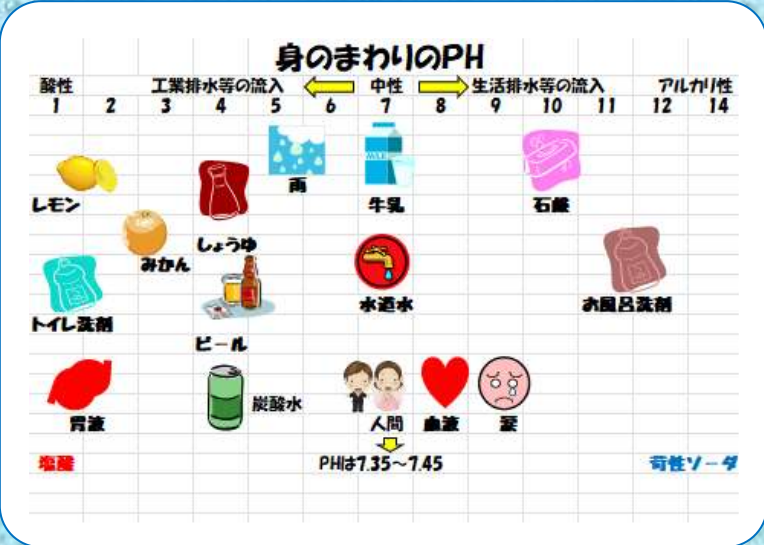 身のまわりのPH
酸性 工業排水等の流入 中性 生活排水等の流入 アルカリ性
1 2 3 4 5 6 7 8 9 10 11 12 14
雨
MILK
レモン 牛乳 石鹸
しょうゆ
みかん
水道水 お風呂洗剤
トイレ洗剤
ビール
炭酸水
胃液 人間 血液 涙
塩酸 PHは7.35~7.45 苛性ソーダ